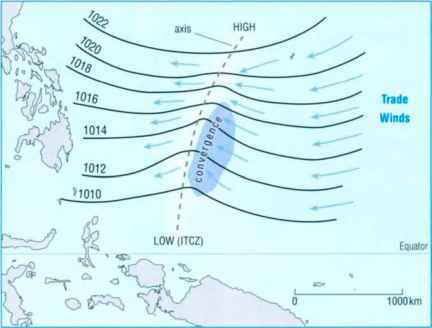 1022
axis
HIGH
1020
1018
1016
Trade
Winds
1014
convergence
1012
1010
LOW (ITCZ)
Equator
0
1000km